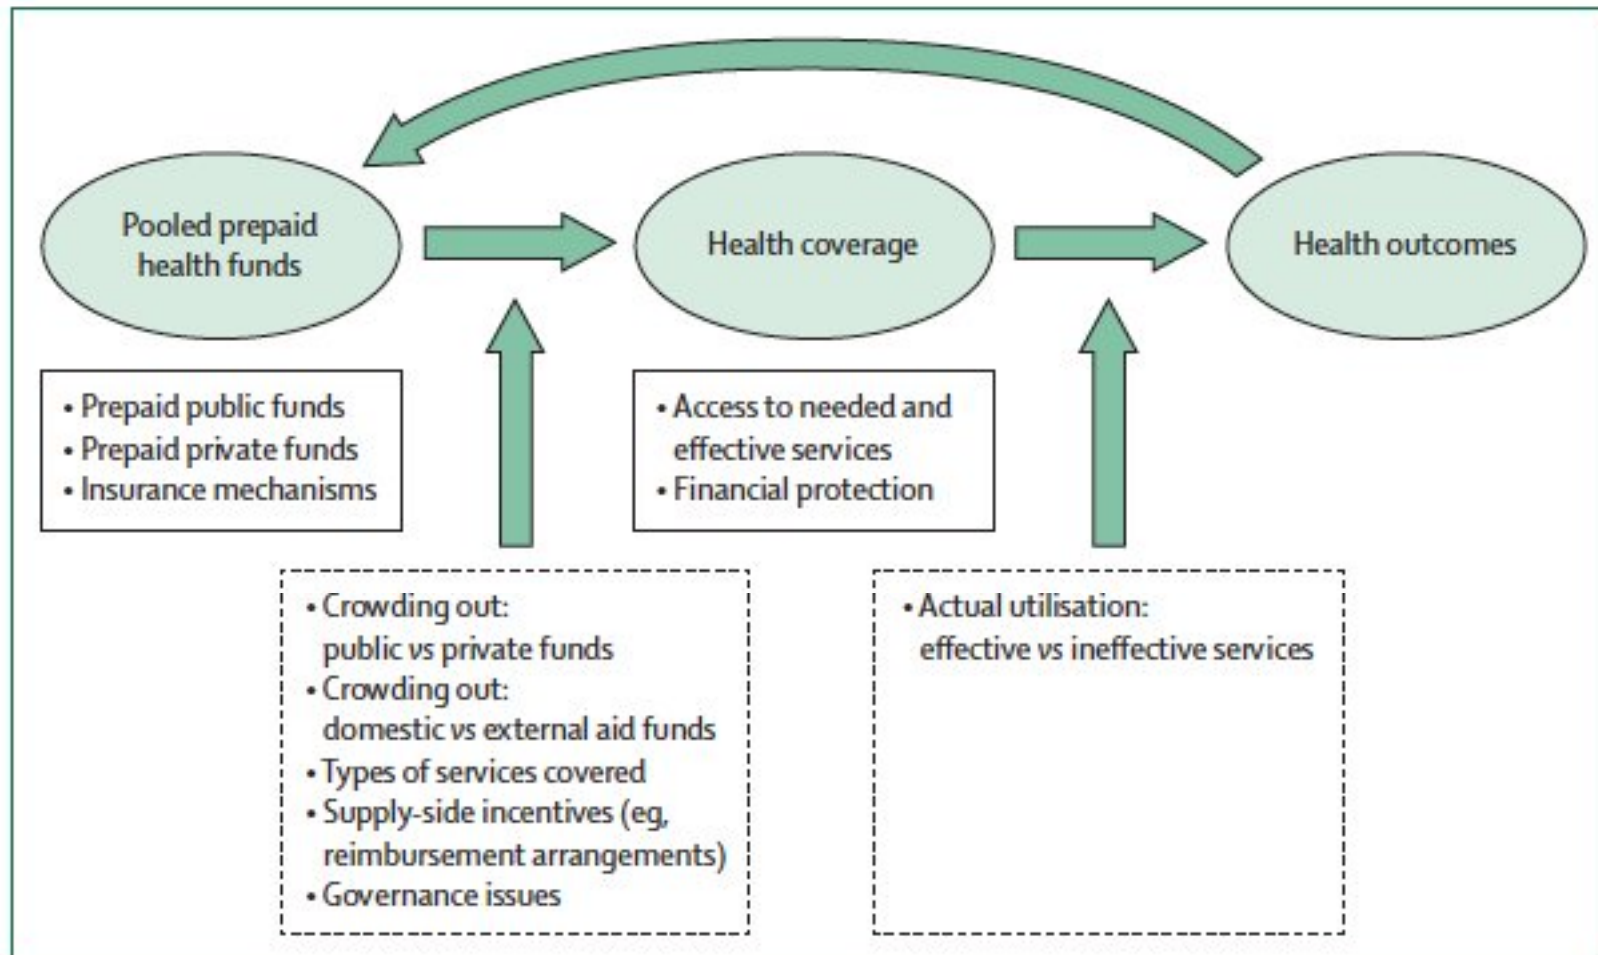 Pooled prepaid
health funds
Health coverage
Health outcomes
• Prepaid public funds
• Prepaid private funds
• Insurance mechanisms
• Access to needed and
effective services
• Financial protection
• Crowding out:
public vs private funds
• Crowding out:
domestic vs external aid funds
• Types of services covered
• Supply-side incentives (eg,
reimbursement arrangements)
• Governance issues
• Actual utilisation:
effective vs ineffective services